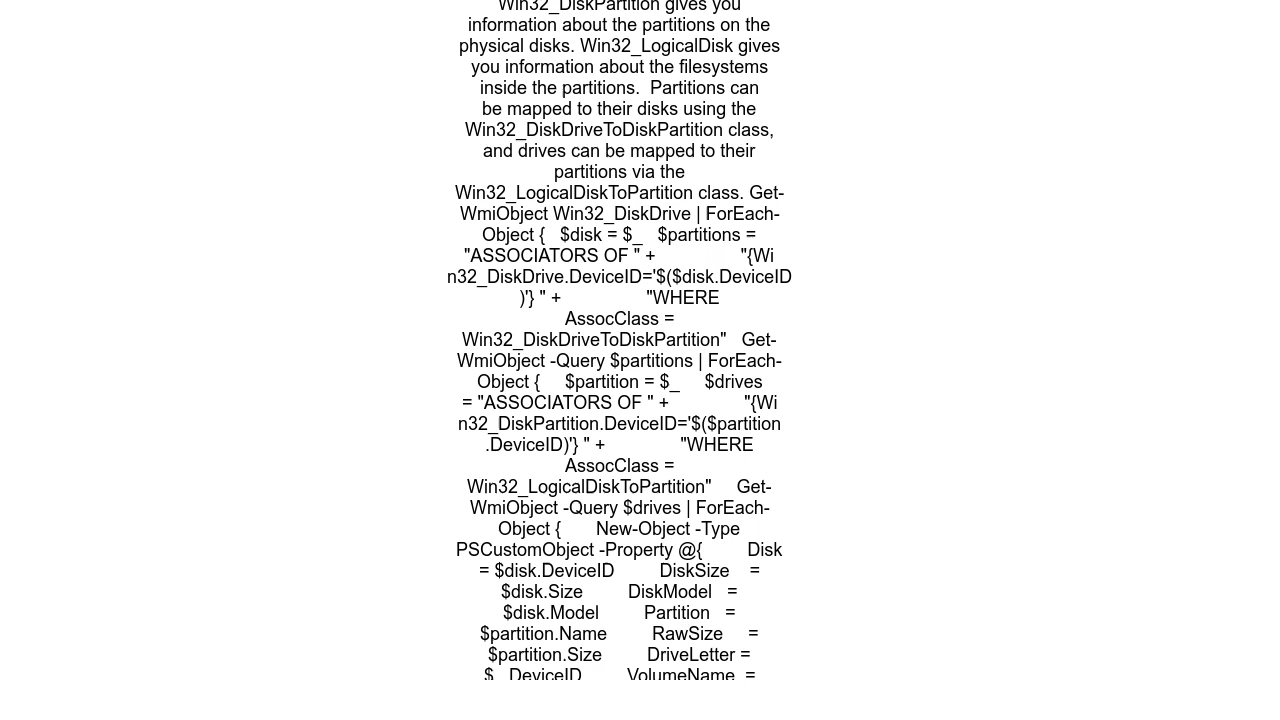 Win32_DiskPartition gives you
information about the partitions on the
physical disks. Win32_LogicalDisk gives
you information about the filesystems
inside the partitions.  Partitions can
be mapped to their disks using the
Win32_DiskDriveToDiskPartition class,
and drives can be mapped to their
partitions via the
Win32_LogicalDiskToPartition class. Get-
WmiObject Win32_DiskDrive | ForEach-
Object {   $disk = $_   $partitions =
"ASSOCIATORS OF " +                 "{Wi
n32_DiskDrive.DeviceID='$($disk.DeviceID
)'} " +                 "WHERE
AssocClass =
Win32_DiskDriveToDiskPartition"   Get-
WmiObject -Query $partitions | ForEach-
Object {     $partition = $_     $drives
= "ASSOCIATORS OF " +               "{Wi
n32_DiskPartition.DeviceID='$($partition
.DeviceID)'} " +               "WHERE
AssocClass =
Win32_LogicalDiskToPartition"     Get-
WmiObject -Query $drives | ForEach-
Object {       New-Object -Type
PSCustomObject -Property @{         Disk
= $disk.DeviceID         DiskSize    =
$disk.Size         DiskModel   =
$disk.Model         Partition   =
$partition.Name         RawSize     =
$partition.Size         DriveLetter =
$_.DeviceID         VolumeName  =